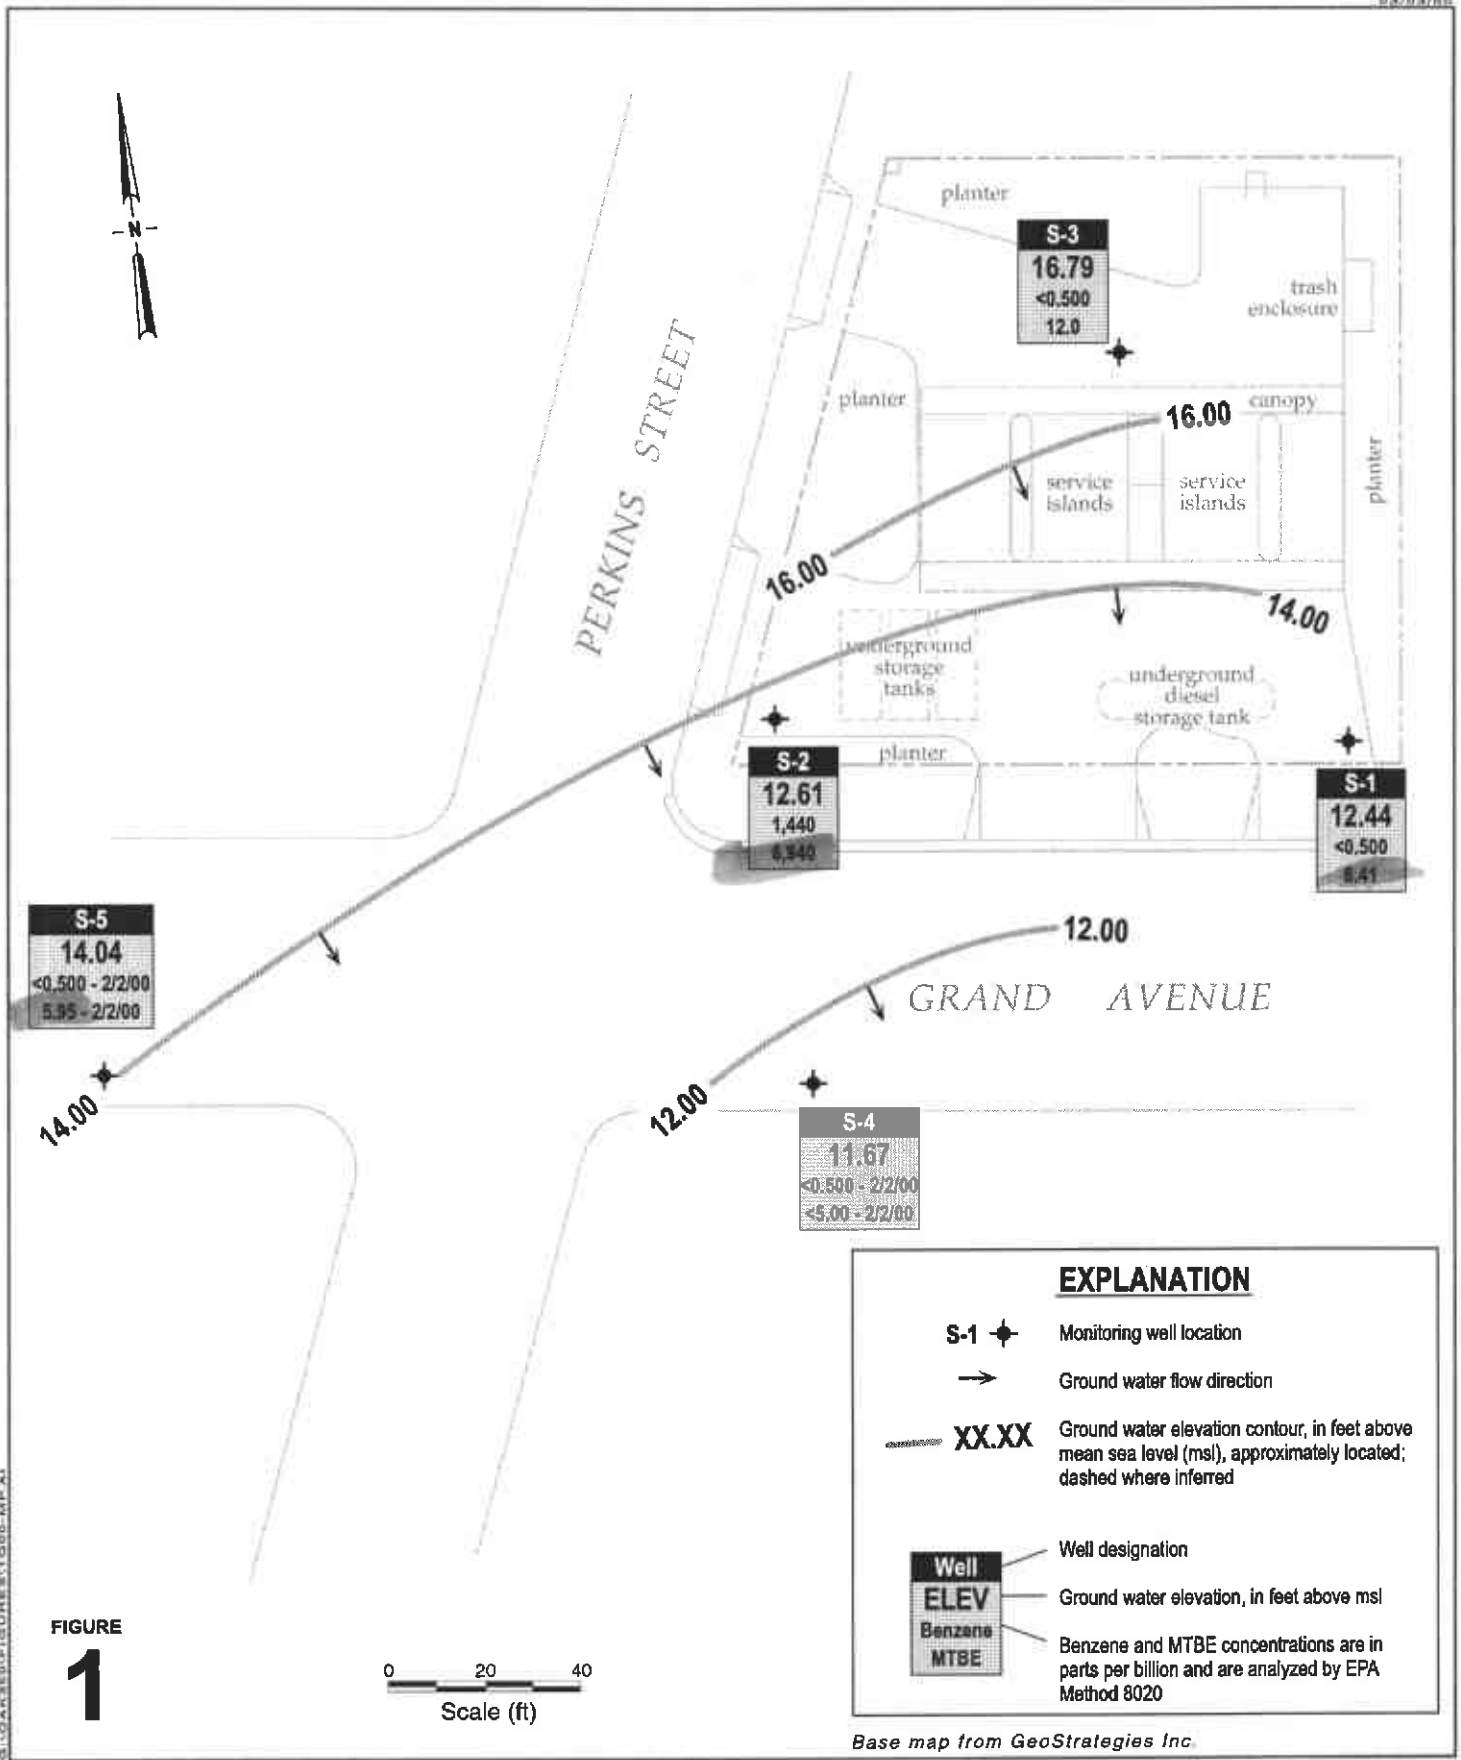 N
planter
S-3
16.79
<0.500
12.0
trash
enclosure
PERKINS STREET
planter
canopy
16.00
planter
service
islands
service
islands
16.00
14.00
underground
storage
tanks
underground
diesel
storage tank
planter
S-2
12.61
1,440
S-1
12.44
<0.500
8.41
S-5
14.04
<0.500 - 2/2/00
5.95 - 2/2/00
12.00
GRAND AVENUE
14.00
12.00
S-4
11.67
<0.500 - 2/2/00
<5.00 - 2/2/00
EXPLANATION
S-1 Monitoring well location
Ground water flow direction
XX.XX Ground water elevation contour, in feet above
mean sea level (msl), approximately located;
dashed where inferred
Well
ELEV
Benzene
MTBE
Well designation
Ground water elevation, in feet above msl
Benzene and MTBE concentrations are in
parts per billion and are analyzed by EPA
Method 8020
FIGURE
1
0 20 40
Scale (ft)
Base map from GeoStrategies Inc.